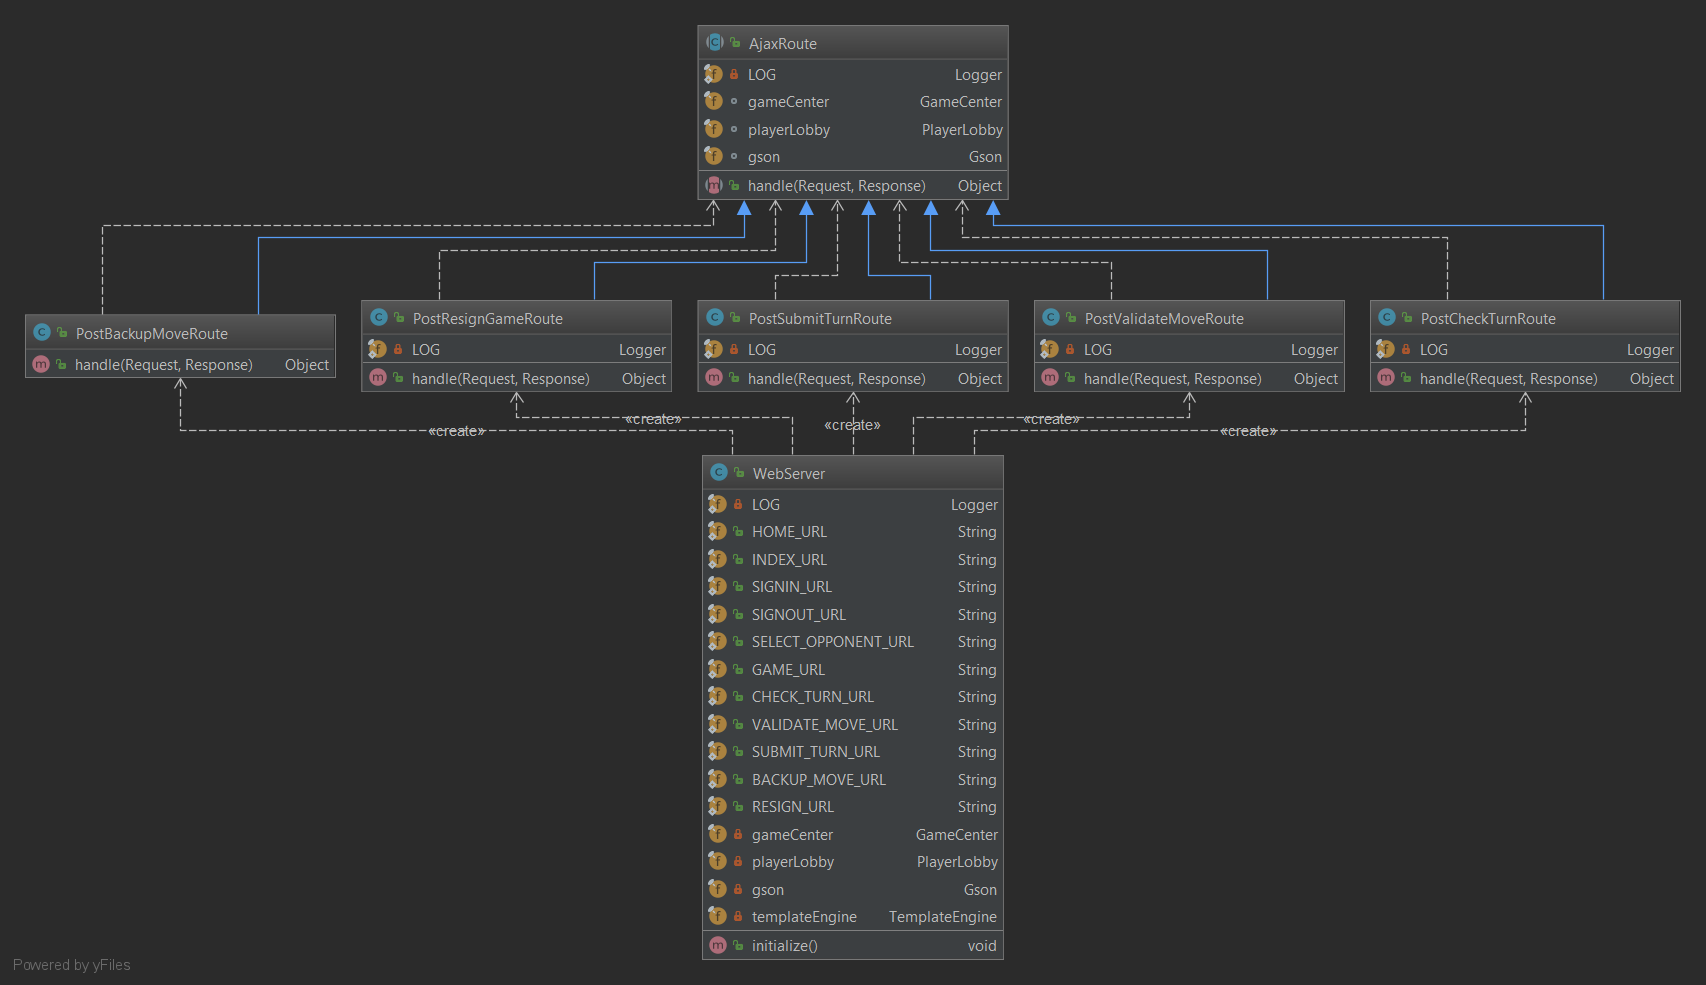 AjaxRoute
LOG Logger
gameCenter GameCenter
playerLobby PlayerLobby
gson Gson
handle(Request, Response) Object
PostBackupMoveRoute
handle(Request, Response) Object
PostResignGameRoute
LOG Logger
handle(Request, Response) Object
PostSubmitTurnRoute
LOG Logger
handle(Request, Response) Object
PostValidateMoveRoute
LOG Logger
handle(Request, Response) Object
PostCheckTurnRoute
LOG Logger
handle(Request, Response) Object
«create»
«create»
«create»
«create»
«create»
WebServer
LOG Logger
HOME_URL String
INDEX_URL String
SIGNIN_URL String
SIGNOUT_URL String
SELECT_OPPONENT_URL String
GAME_URL String
CHECK_TURN_URL String
VALIDATE_MOVE_URL String
SUBMIT_TURN_URL String
BACKUP_MOVE_URL String
RESIGN_URL String
gameCenter GameCenter
playerLobby PlayerLobby
gson Gson
templateEngine TemplateEngine
initialize() void
Powered by yFiles